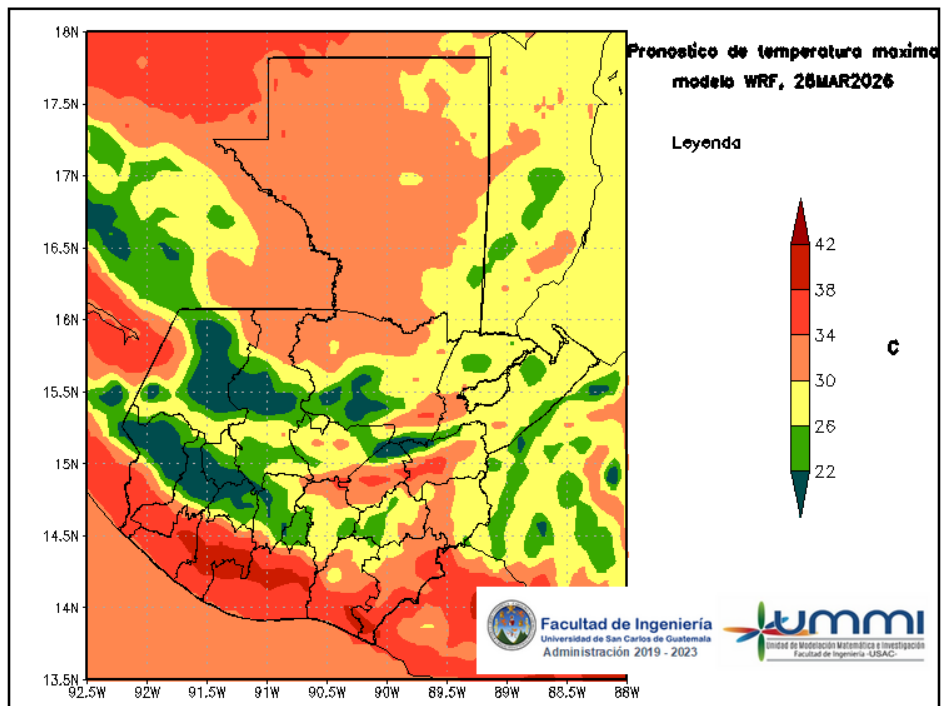 Pronostico de temperatura maxima
modelo WRF, 28MAR2026
Leyenda
42
38
34
30
26
22
C
18N
17.5N
17N
16.5N
16N
15.5N
15N
14.5N
14N
13.5N
92.5W
92W
91.5W
91W
90.5W
90W
89.5W
89W
88.5W
88W
Facultad de Ingeniería
Universidad de San Carlos de Guatemala
Administración 2019 - 2023
UMMI
Unidad de Modelación Matemática e Investigación
Facultad de Ingeniería -USAC-